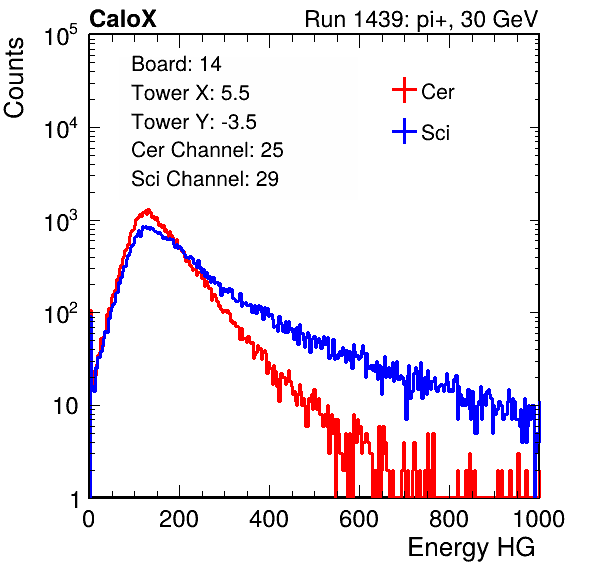 CaloX Run 1439: pi+, 30 GeV
Counts
Board: 14
Tower X: 5.5
Tower Y: -3.5
Cer Channel: 25
Sci Channel: 29
Cer
Sci
10^5
10^4
10^3
10^2
10
1
0 200 400 600 800 1000
Energy HG